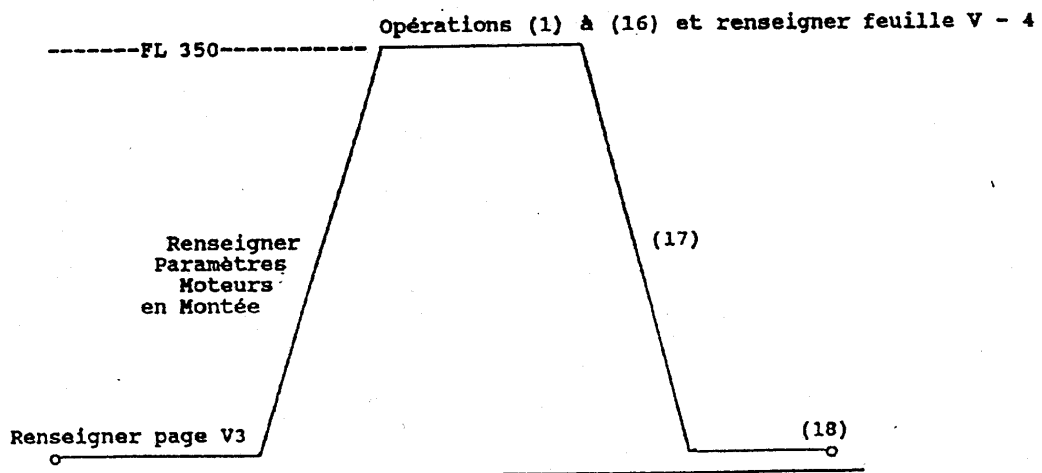 Opérations (1) à (16) et renseigner feuille V - 4
-------FL 350-----------
Renseigner
Paramètres
Moteurs
en Montée
(17)
Renseigner page V3
(18)